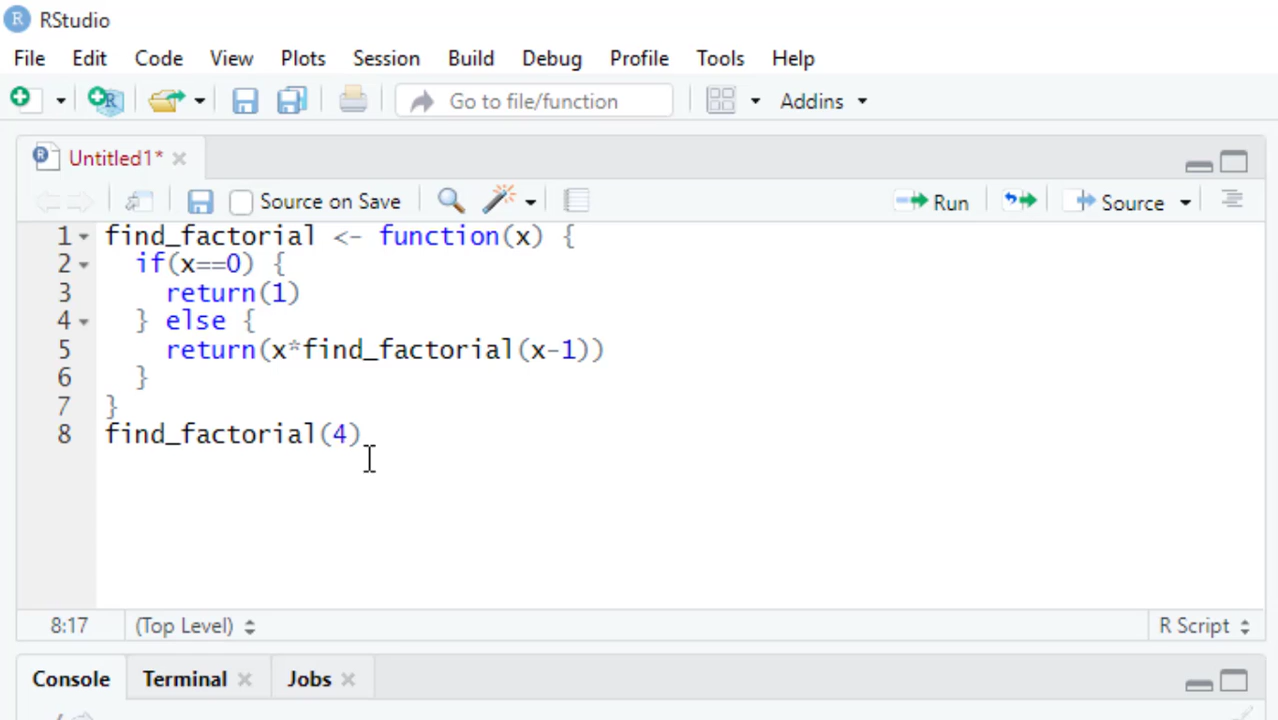 RStudio
File Edit Code View Plots Session Build Debug Profile Tools Help
Go to file/function Addins
Untitled1*
Source on Save Run Source
1 find_factorial <- function(x) {
2   if(x==0) {
3     return(1)
4   } else {
5     return(x*find_factorial(x-1))
6   }
7 }
8 find_factorial(4)
8:17 (Top Level) R Script
Console Terminal Jobs